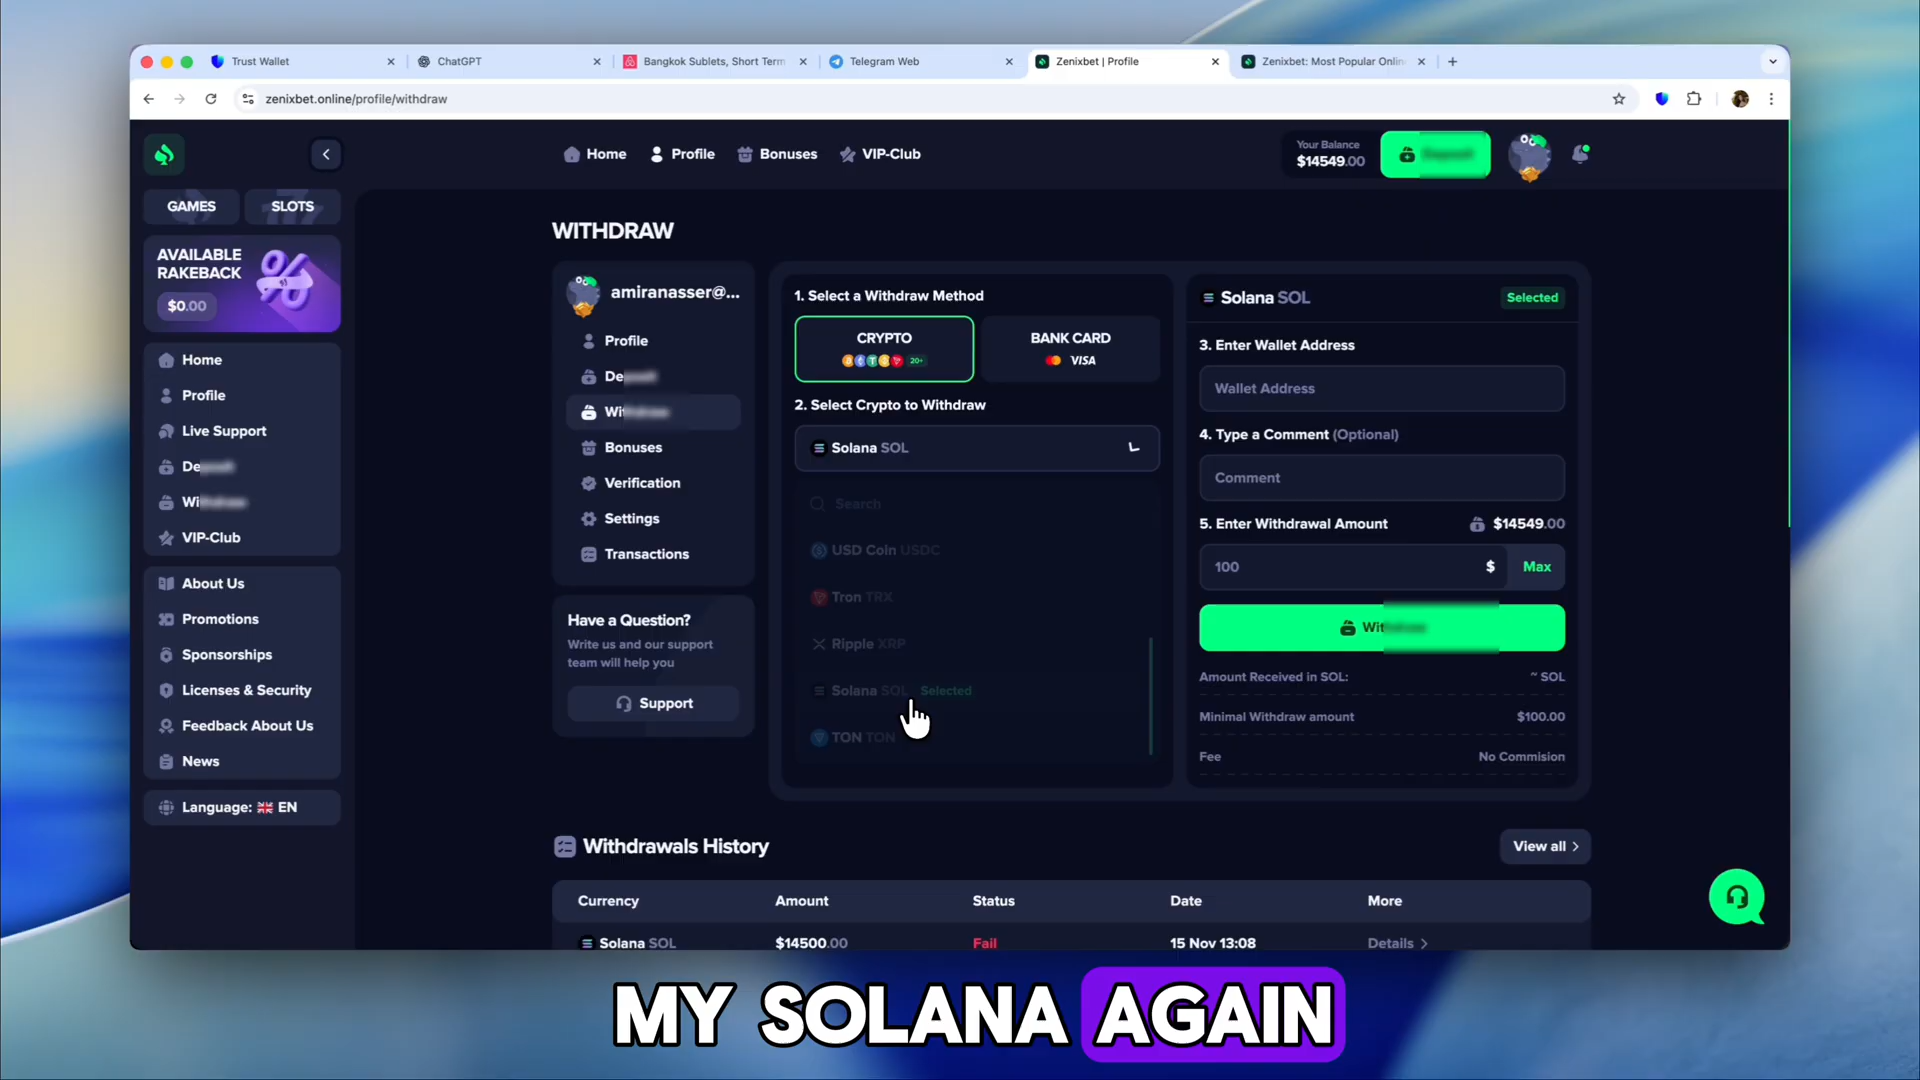 Trust Wallet
ChatGPT
Bangkok Sublets, Short Term
Telegram Web
Zenixbet | Profile
Zenixbet: Most Popular Onlin
zenixbet.online/profile/withdraw
Home
Profile
Bonuses
VIP-Club
Your Balance
$14549.00
GAMES
SLOTS
AVAILABLE
RAKEBACK
$0.00
Home
Profile
Live Support
De
Wi
VIP-Club
About Us
Promotions
Sponsorships
Licenses & Security
Feedback About Us
News
Language: EN
WITHDRAW
amiranasser@...
Profile
De
Wi
Bonuses
Verification
Settings
Transactions
Have a Question?
Write us and our support
team will help you
Support
1. Select a Withdraw Method
CRYPTO
20+
BANK CARD
VISA
2. Select Crypto to Withdraw
Solana SOL
Search
USD Coin USDC
Tron TRX
Ripple XRP
Solana SOL Selected
TON TON
Solana SOL
Selected
3. Enter Wallet Address
Wallet Address
4. Type a Comment (Optional)
Comment
5. Enter Withdrawal Amount
$14549.00
100
$
Max
Wit
Amount Received in SOL:
~ SOL
Minimal Withdraw amount
$100.00
Fee
No Commision
Withdrawals History
View all
Currency
Amount
Status
Date
More
Solana SOL
$14500.00
Fail
15 Nov 13:08
Details
MY SOLANA AGAIN